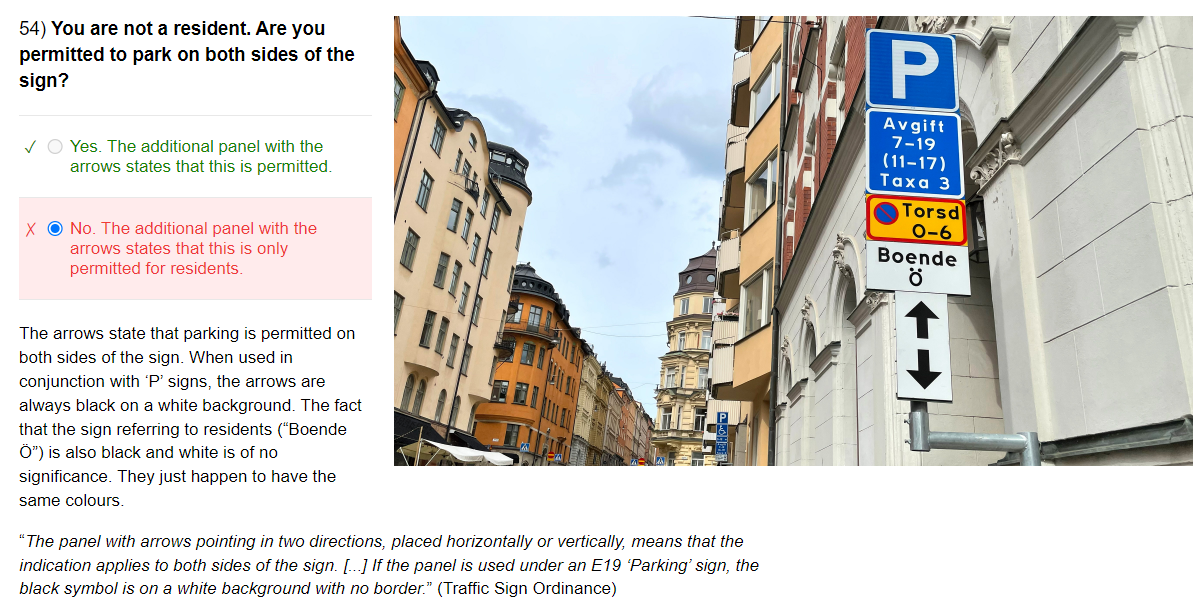 54) You are not a resident. Are you
permitted to park on both sides of the
sign?
✓ Yes. The additional panel with the
arrows states that this is permitted.
✗ No. The additional panel with the
arrows states that this is only
permitted for residents.
The arrows state that parking is permitted on
both sides of the sign. When used in
conjunction with ‘P’ signs, the arrows are
always black on a white background. The fact
that the sign referring to residents (“Boende
Ö”) is also black and white is of no
significance. They just happen to have the
same colours.
P
Avgift
7-19
(11-17)
Taxa 3
Torsd
0-6
Boende
Ö
P
“The panel with arrows pointing in two directions, placed horizontally or vertically, means that the
indication applies to both sides of the sign. [...] If the panel is used under an E19 ‘Parking’ sign, the
black symbol is on a white background with no border.” (Traffic Sign Ordinance)